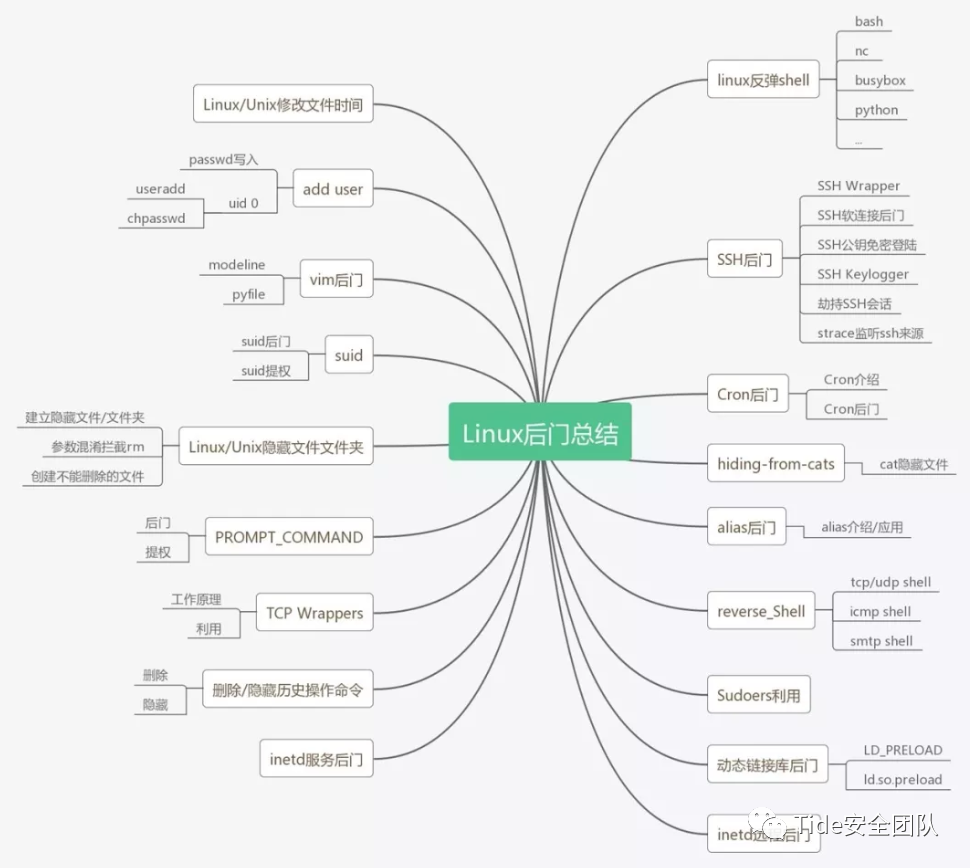 Linux后门总结
Linux/Unix修改文件时间
add user
passwd写入
uid 0
useradd
chpasswd
vim后门
modeline
pyfile
suid
suid后门
suid提权
Linux/Unix隐藏文件文件夹
建立隐藏文件/文件夹
参数混淆拦截rm
创建不能删除的文件
PROMPT_COMMAND
后门
提权
TCP Wrappers
工作原理
利用
删除/隐藏历史操作命令
删除
隐藏
inetd服务后门
linux反弹shell
bash
nc
busybox
python
...
SSH后门
SSH Wrapper
SSH软连接后门
SSH公钥免密登陆
SSH Keylogger
劫持SSH会话
strace监听ssh来源
Cron后门
Cron介绍
Cron后门
hiding-from-cats
cat隐藏文件
alias后门
alias介绍/应用
reverse_Shell
tcp/udp shell
icmp shell
smtp shell
Sudoers利用
动态链接库后门
LD_PRELOAD
ld.so.preload
inetd远程后门
Tide安全团队